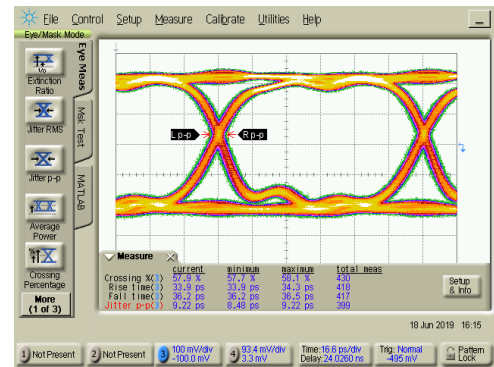 File Control Setup Measure Calibrate Utilities Help
Eye/Mask Mode
Extinction
Ratio
Jitter RMS
Jitter p-p
Average
Power
Crossing
Percentage
More
(1 of 3)
Eye Meas
Msk Test
MATLAB
L p-p
R p-p
Measure
current minimum maximum total meas
Crossing %(3) 57.9 % 57.7 % 58.1 % 430
Rise time(3) 33.9 ps 33.9 ps 34.3 ps 418
Fall time(3) 36.2 ps 36.2 ps 36.5 ps 417
Jitter p-p(3) 9.22 ps 8.48 ps 9.22 ps 399
Setup
& Info
18 Jun 2019 16:15
1) Not Present
2) Not Present
3) 100 mV/div
-100.0 mV
4) 93.4 mV/div
3.3 mV
Time:16.6 ps/div
Delay:24.0260 ns
Trig: Normal
-495 mV
Pattern
Lock